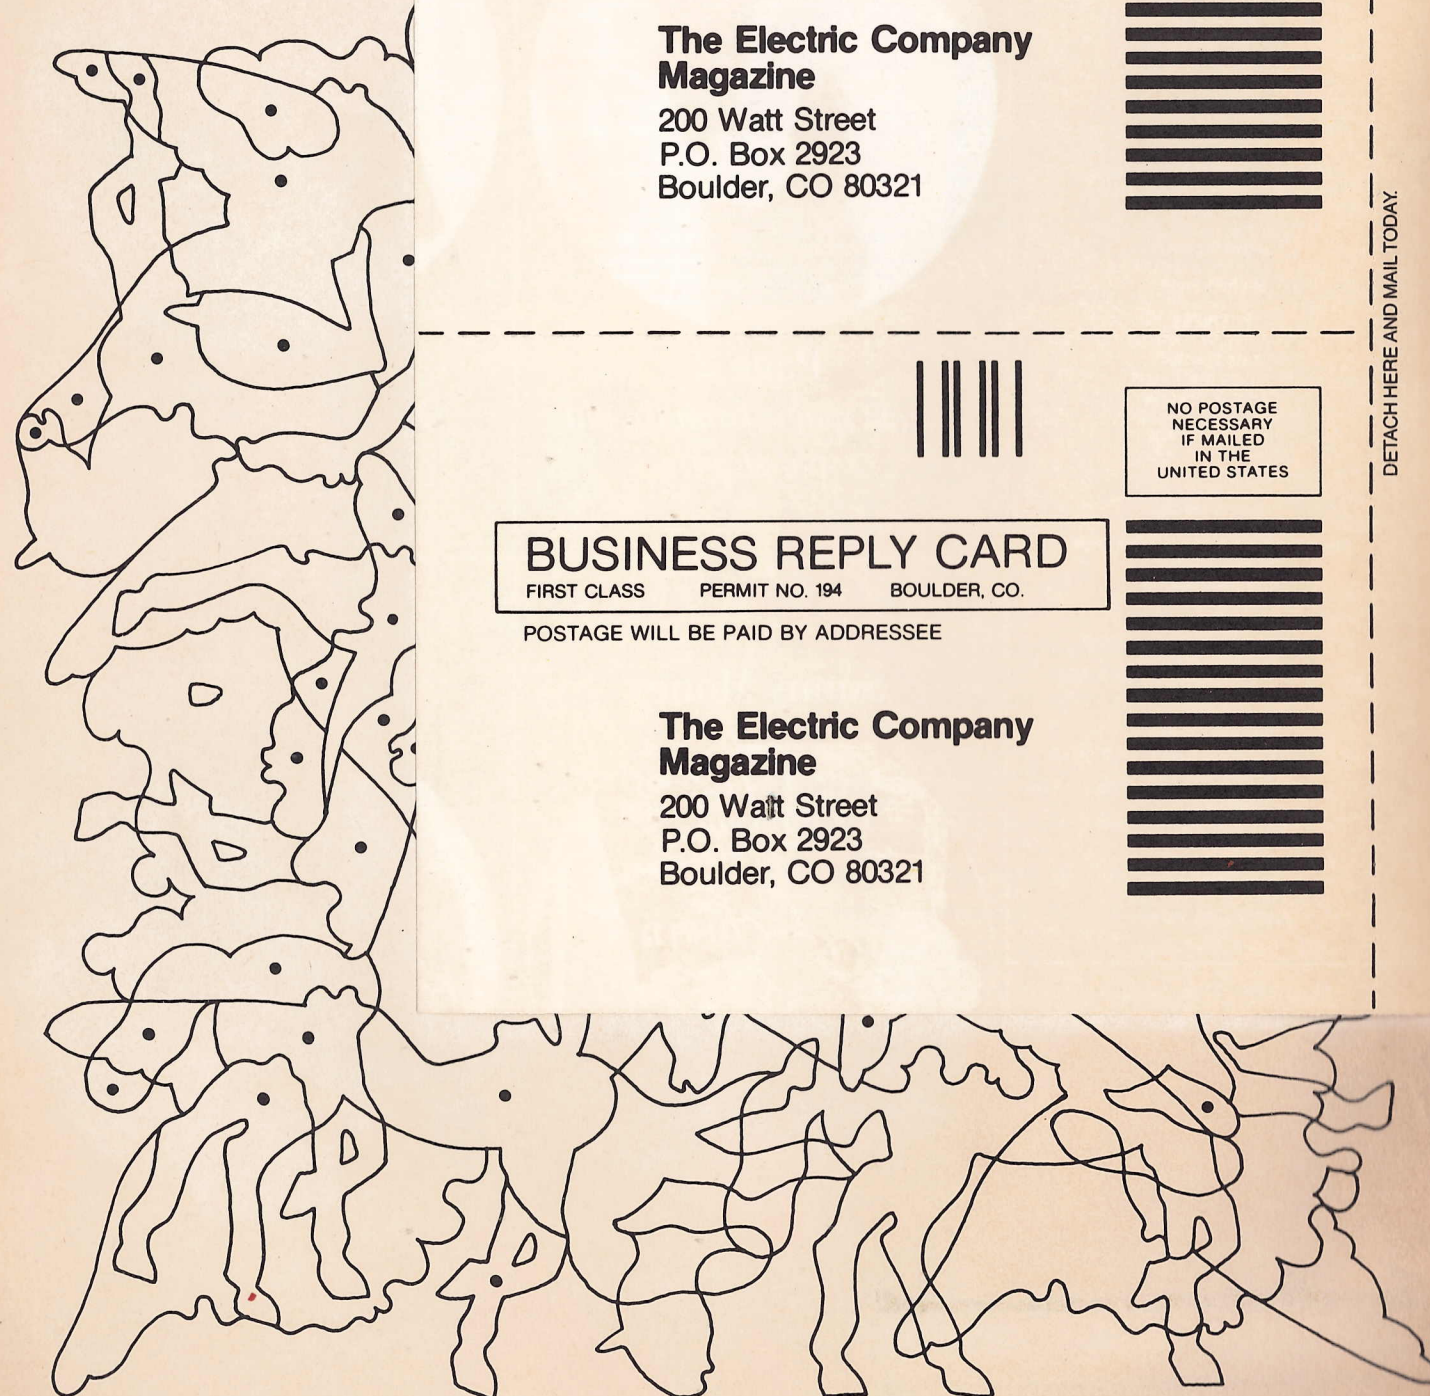 The Electric Company
Magazine
200 Watt Street
P.O. Box 2923
Boulder, CO 80321
DETACH HERE AND MAIL TODAY.
NO POSTAGE
NECESSARY
IF MAILED
IN THE
UNITED STATES
BUSINESS REPLY CARD
FIRST CLASS PERMIT NO. 194 BOULDER, CO.
POSTAGE WILL BE PAID BY ADDRESSEE
The Electric Company
Magazine
200 Watt Street
P.O. Box 2923
Boulder, CO 80321